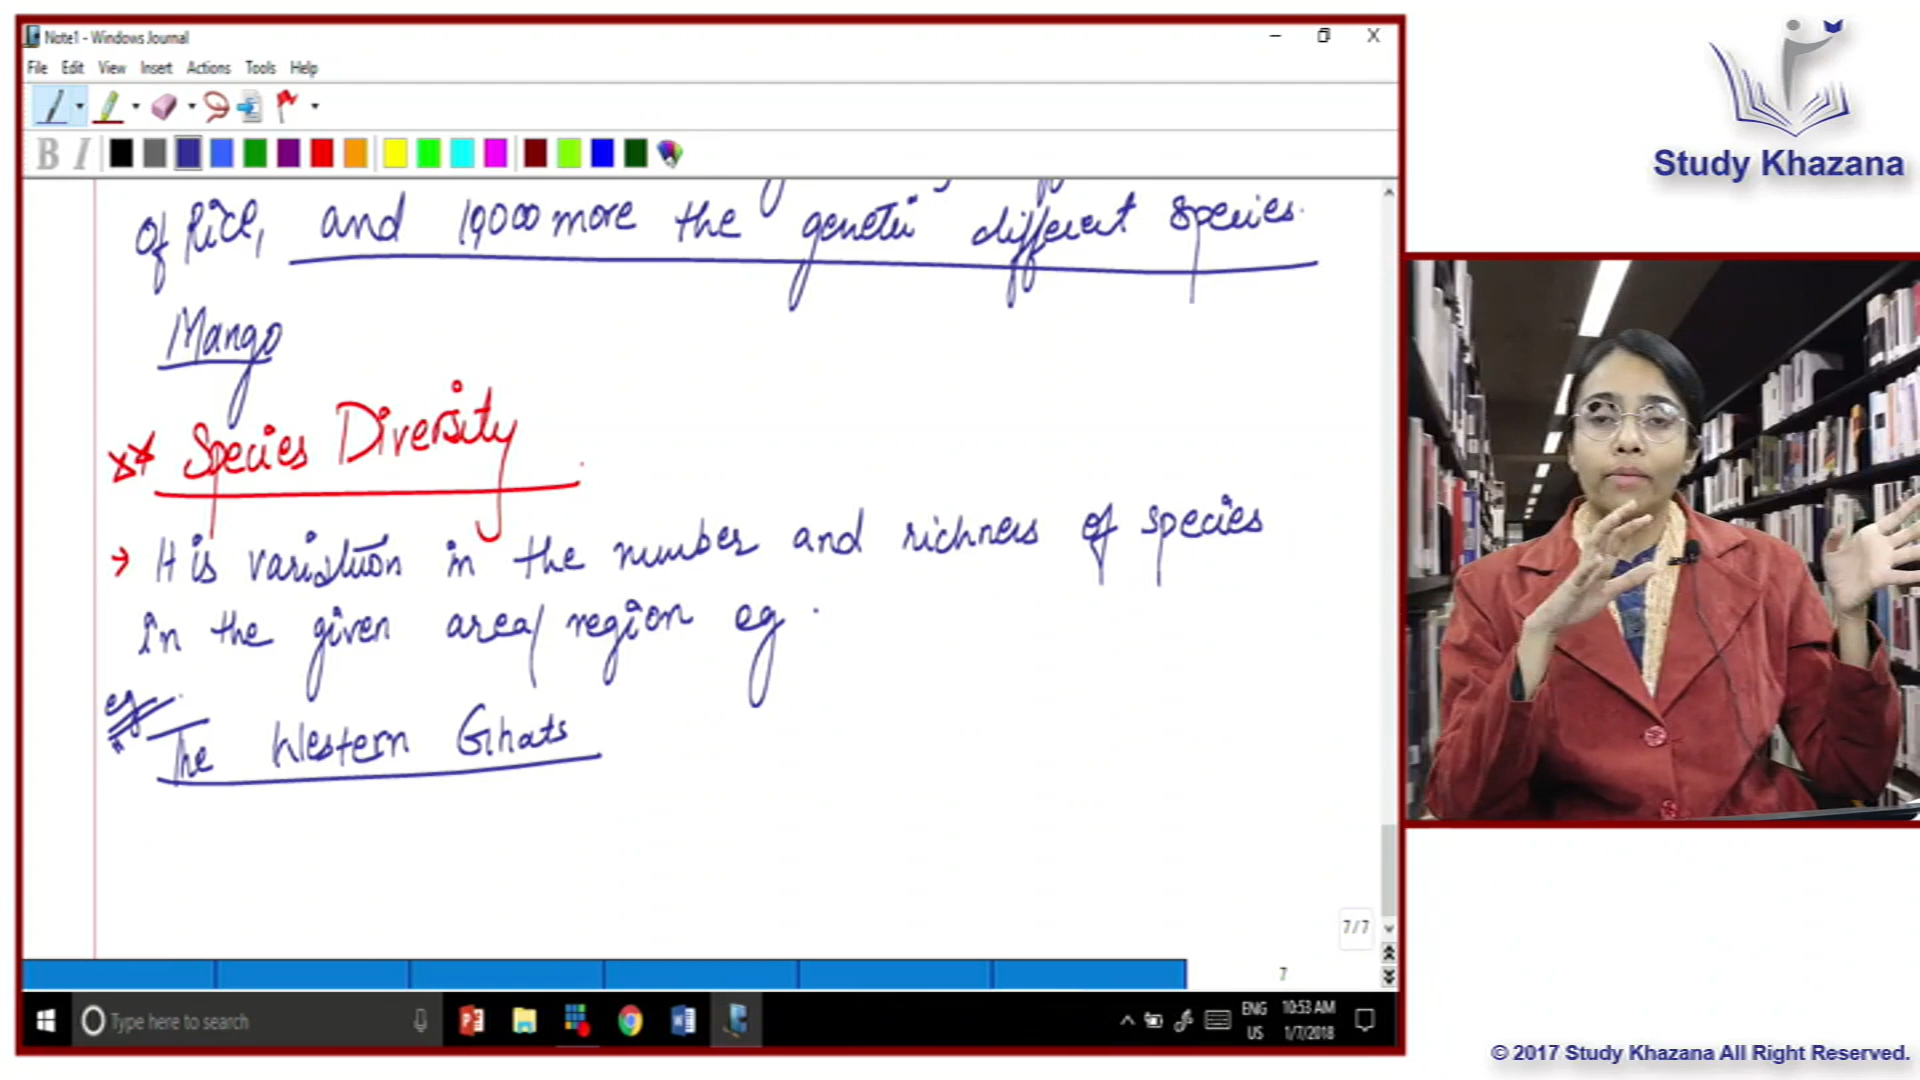 Note1 - Windows Journal
File Edit View Insert Actions Tools Help
B I
Study Khazana
of Rice, and 1000 more the genetic different species.
Mango
Species Diversity
→ It is variation in the number and richness of species
in the given area/ region eg
eg
The Western Ghats
7/7
7
Type here to search
ENG
US
10:53 AM
1/7/2018
© 2017 Study Khazana All Right Reserved.